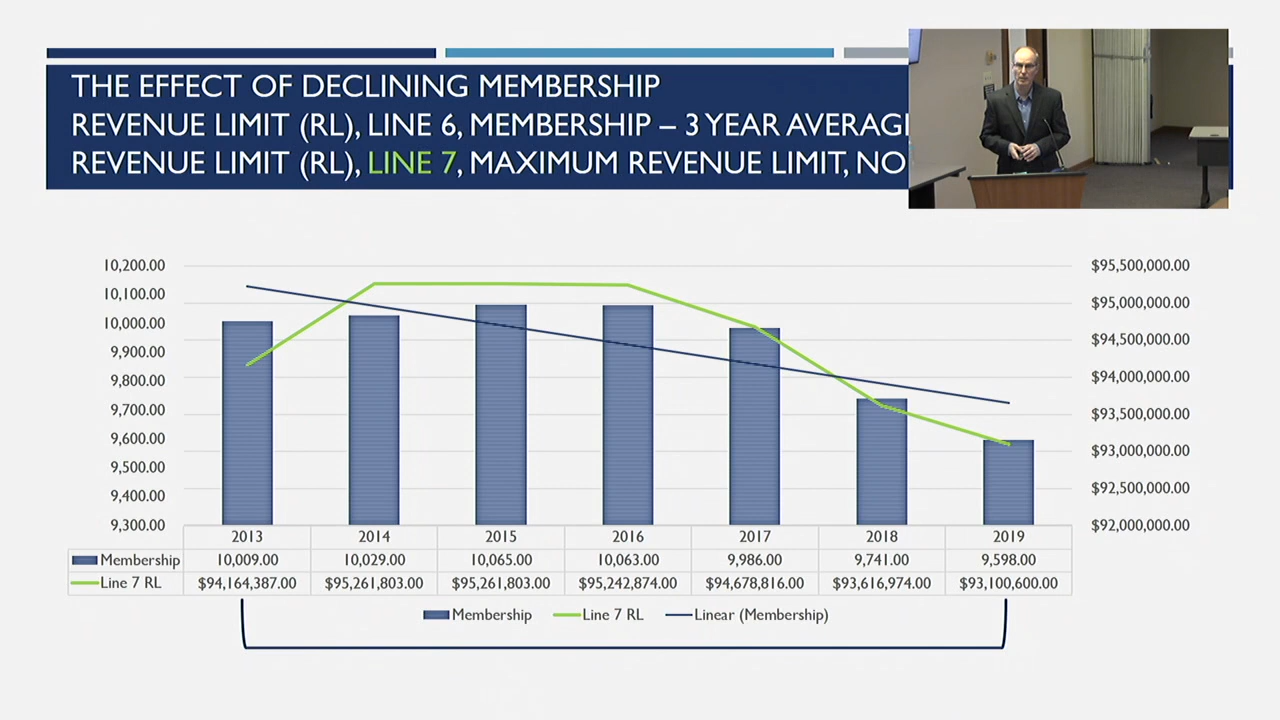 THE EFFECT OF DECLINING MEMBERSHIP
REVENUE LIMIT (RL), LINE 6, MEMBERSHIP – 3 YEAR
REVENUE LIMIT (RL), LINE 7, MAXIMUM REVENUE LIMIT, NO
10,200.00
10,100.00
10,000.00
9,900.00
9,800.00
9,700.00
9,600.00
9,500.00
9,400.00
9,300.00
$95,500,000.00
$95,000,000.00
$94,500,000.00
$94,000,000.00
$93,500,000.00
$93,000,000.00
$92,500,000.00
$92,000,000.00
2013 2014 2015 2016 2017 2018 2019
Membership 10,009.00 10,029.00 10,065.00 10,063.00 9,986.00 9,741.00 9,598.00
Line 7 RL $94,164,387.00 $95,261,803.00 $95,261,803.00 $95,242,874.00 $94,678,816.00 $93,616,974.00 $93,100,600.00
Membership Line 7 RL Linear (Membership)